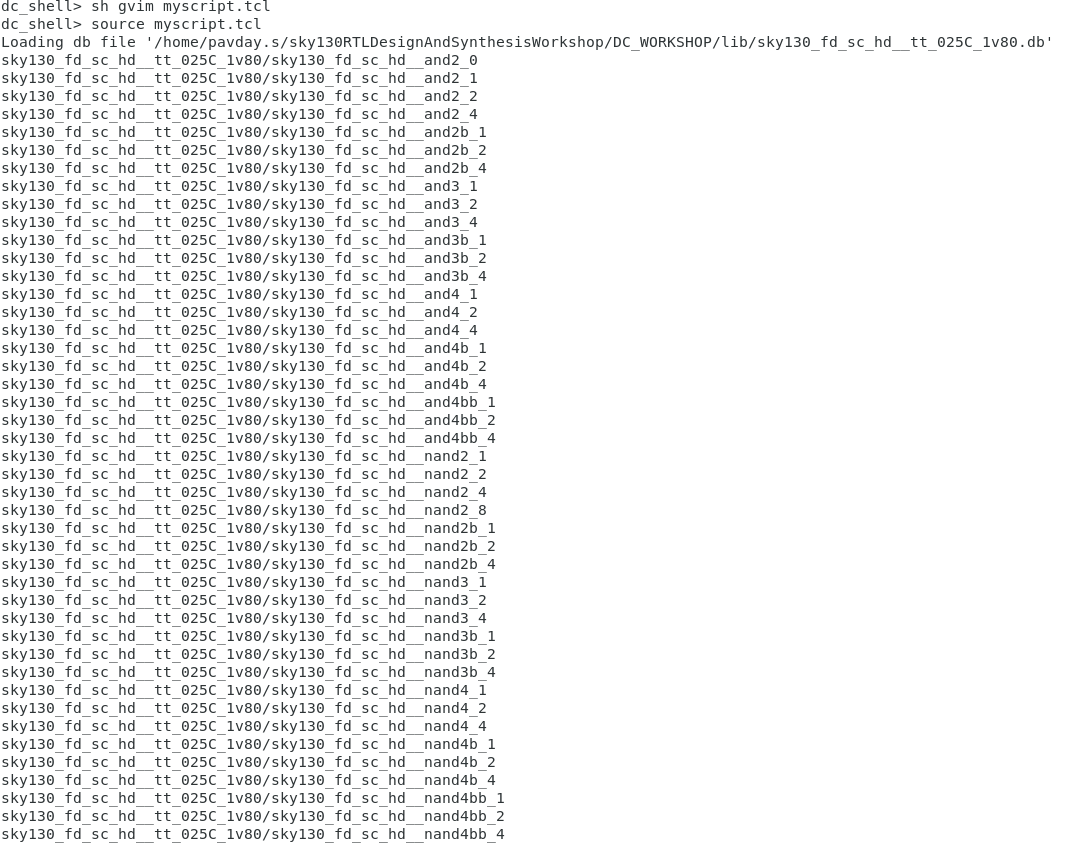 dc_shell> sh gvim myscript.tcl
dc_shell> source myscript.tcl
Loading db file '/home/pavday.s/sky130RTLDesignAndSynthesisWorkshop/DC_WORKSHOP/lib/sky130_fd_sc_hd__tt_025C_1v80.db'
sky130_fd_sc_hd__tt_025C_1v80/sky130_fd_sc_hd__and2_0
sky130_fd_sc_hd__tt_025C_1v80/sky130_fd_sc_hd__and2_1
sky130_fd_sc_hd__tt_025C_1v80/sky130_fd_sc_hd__and2_2
sky130_fd_sc_hd__tt_025C_1v80/sky130_fd_sc_hd__and2_4
sky130_fd_sc_hd__tt_025C_1v80/sky130_fd_sc_hd__and2b_1
sky130_fd_sc_hd__tt_025C_1v80/sky130_fd_sc_hd__and2b_2
sky130_fd_sc_hd__tt_025C_1v80/sky130_fd_sc_hd__and2b_4
sky130_fd_sc_hd__tt_025C_1v80/sky130_fd_sc_hd__and3_1
sky130_fd_sc_hd__tt_025C_1v80/sky130_fd_sc_hd__and3_2
sky130_fd_sc_hd__tt_025C_1v80/sky130_fd_sc_hd__and3_4
sky130_fd_sc_hd__tt_025C_1v80/sky130_fd_sc_hd__and3b_1
sky130_fd_sc_hd__tt_025C_1v80/sky130_fd_sc_hd__and3b_2
sky130_fd_sc_hd__tt_025C_1v80/sky130_fd_sc_hd__and3b_4
sky130_fd_sc_hd__tt_025C_1v80/sky130_fd_sc_hd__and4_1
sky130_fd_sc_hd__tt_025C_1v80/sky130_fd_sc_hd__and4_2
sky130_fd_sc_hd__tt_025C_1v80/sky130_fd_sc_hd__and4_4
sky130_fd_sc_hd__tt_025C_1v80/sky130_fd_sc_hd__and4b_1
sky130_fd_sc_hd__tt_025C_1v80/sky130_fd_sc_hd__and4b_2
sky130_fd_sc_hd__tt_025C_1v80/sky130_fd_sc_hd__and4b_4
sky130_fd_sc_hd__tt_025C_1v80/sky130_fd_sc_hd__and4bb_1
sky130_fd_sc_hd__tt_025C_1v80/sky130_fd_sc_hd__and4bb_2
sky130_fd_sc_hd__tt_025C_1v80/sky130_fd_sc_hd__and4bb_4
sky130_fd_sc_hd__tt_025C_1v80/sky130_fd_sc_hd__nand2_1
sky130_fd_sc_hd__tt_025C_1v80/sky130_fd_sc_hd__nand2_2
sky130_fd_sc_hd__tt_025C_1v80/sky130_fd_sc_hd__nand2_4
sky130_fd_sc_hd__tt_025C_1v80/sky130_fd_sc_hd__nand2_8
sky130_fd_sc_hd__tt_025C_1v80/sky130_fd_sc_hd__nand2b_1
sky130_fd_sc_hd__tt_025C_1v80/sky130_fd_sc_hd__nand2b_2
sky130_fd_sc_hd__tt_025C_1v80/sky130_fd_sc_hd__nand2b_4
sky130_fd_sc_hd__tt_025C_1v80/sky130_fd_sc_hd__nand3_1
sky130_fd_sc_hd__tt_025C_1v80/sky130_fd_sc_hd__nand3_2
sky130_fd_sc_hd__tt_025C_1v80/sky130_fd_sc_hd__nand3_4
sky130_fd_sc_hd__tt_025C_1v80/sky130_fd_sc_hd__nand3b_1
sky130_fd_sc_hd__tt_025C_1v80/sky130_fd_sc_hd__nand3b_2
sky130_fd_sc_hd__tt_025C_1v80/sky130_fd_sc_hd__nand3b_4
sky130_fd_sc_hd__tt_025C_1v80/sky130_fd_sc_hd__nand4_1
sky130_fd_sc_hd__tt_025C_1v80/sky130_fd_sc_hd__nand4_2
sky130_fd_sc_hd__tt_025C_1v80/sky130_fd_sc_hd__nand4_4
sky130_fd_sc_hd__tt_025C_1v80/sky130_fd_sc_hd__nand4b_1
sky130_fd_sc_hd__tt_025C_1v80/sky130_fd_sc_hd__nand4b_2
sky130_fd_sc_hd__tt_025C_1v80/sky130_fd_sc_hd__nand4b_4
sky130_fd_sc_hd__tt_025C_1v80/sky130_fd_sc_hd__nand4bb_1
sky130_fd_sc_hd__tt_025C_1v80/sky130_fd_sc_hd__nand4bb_2
sky130_fd_sc_hd__tt_025C_1v80/sky130_fd_sc_hd__nand4bb_4